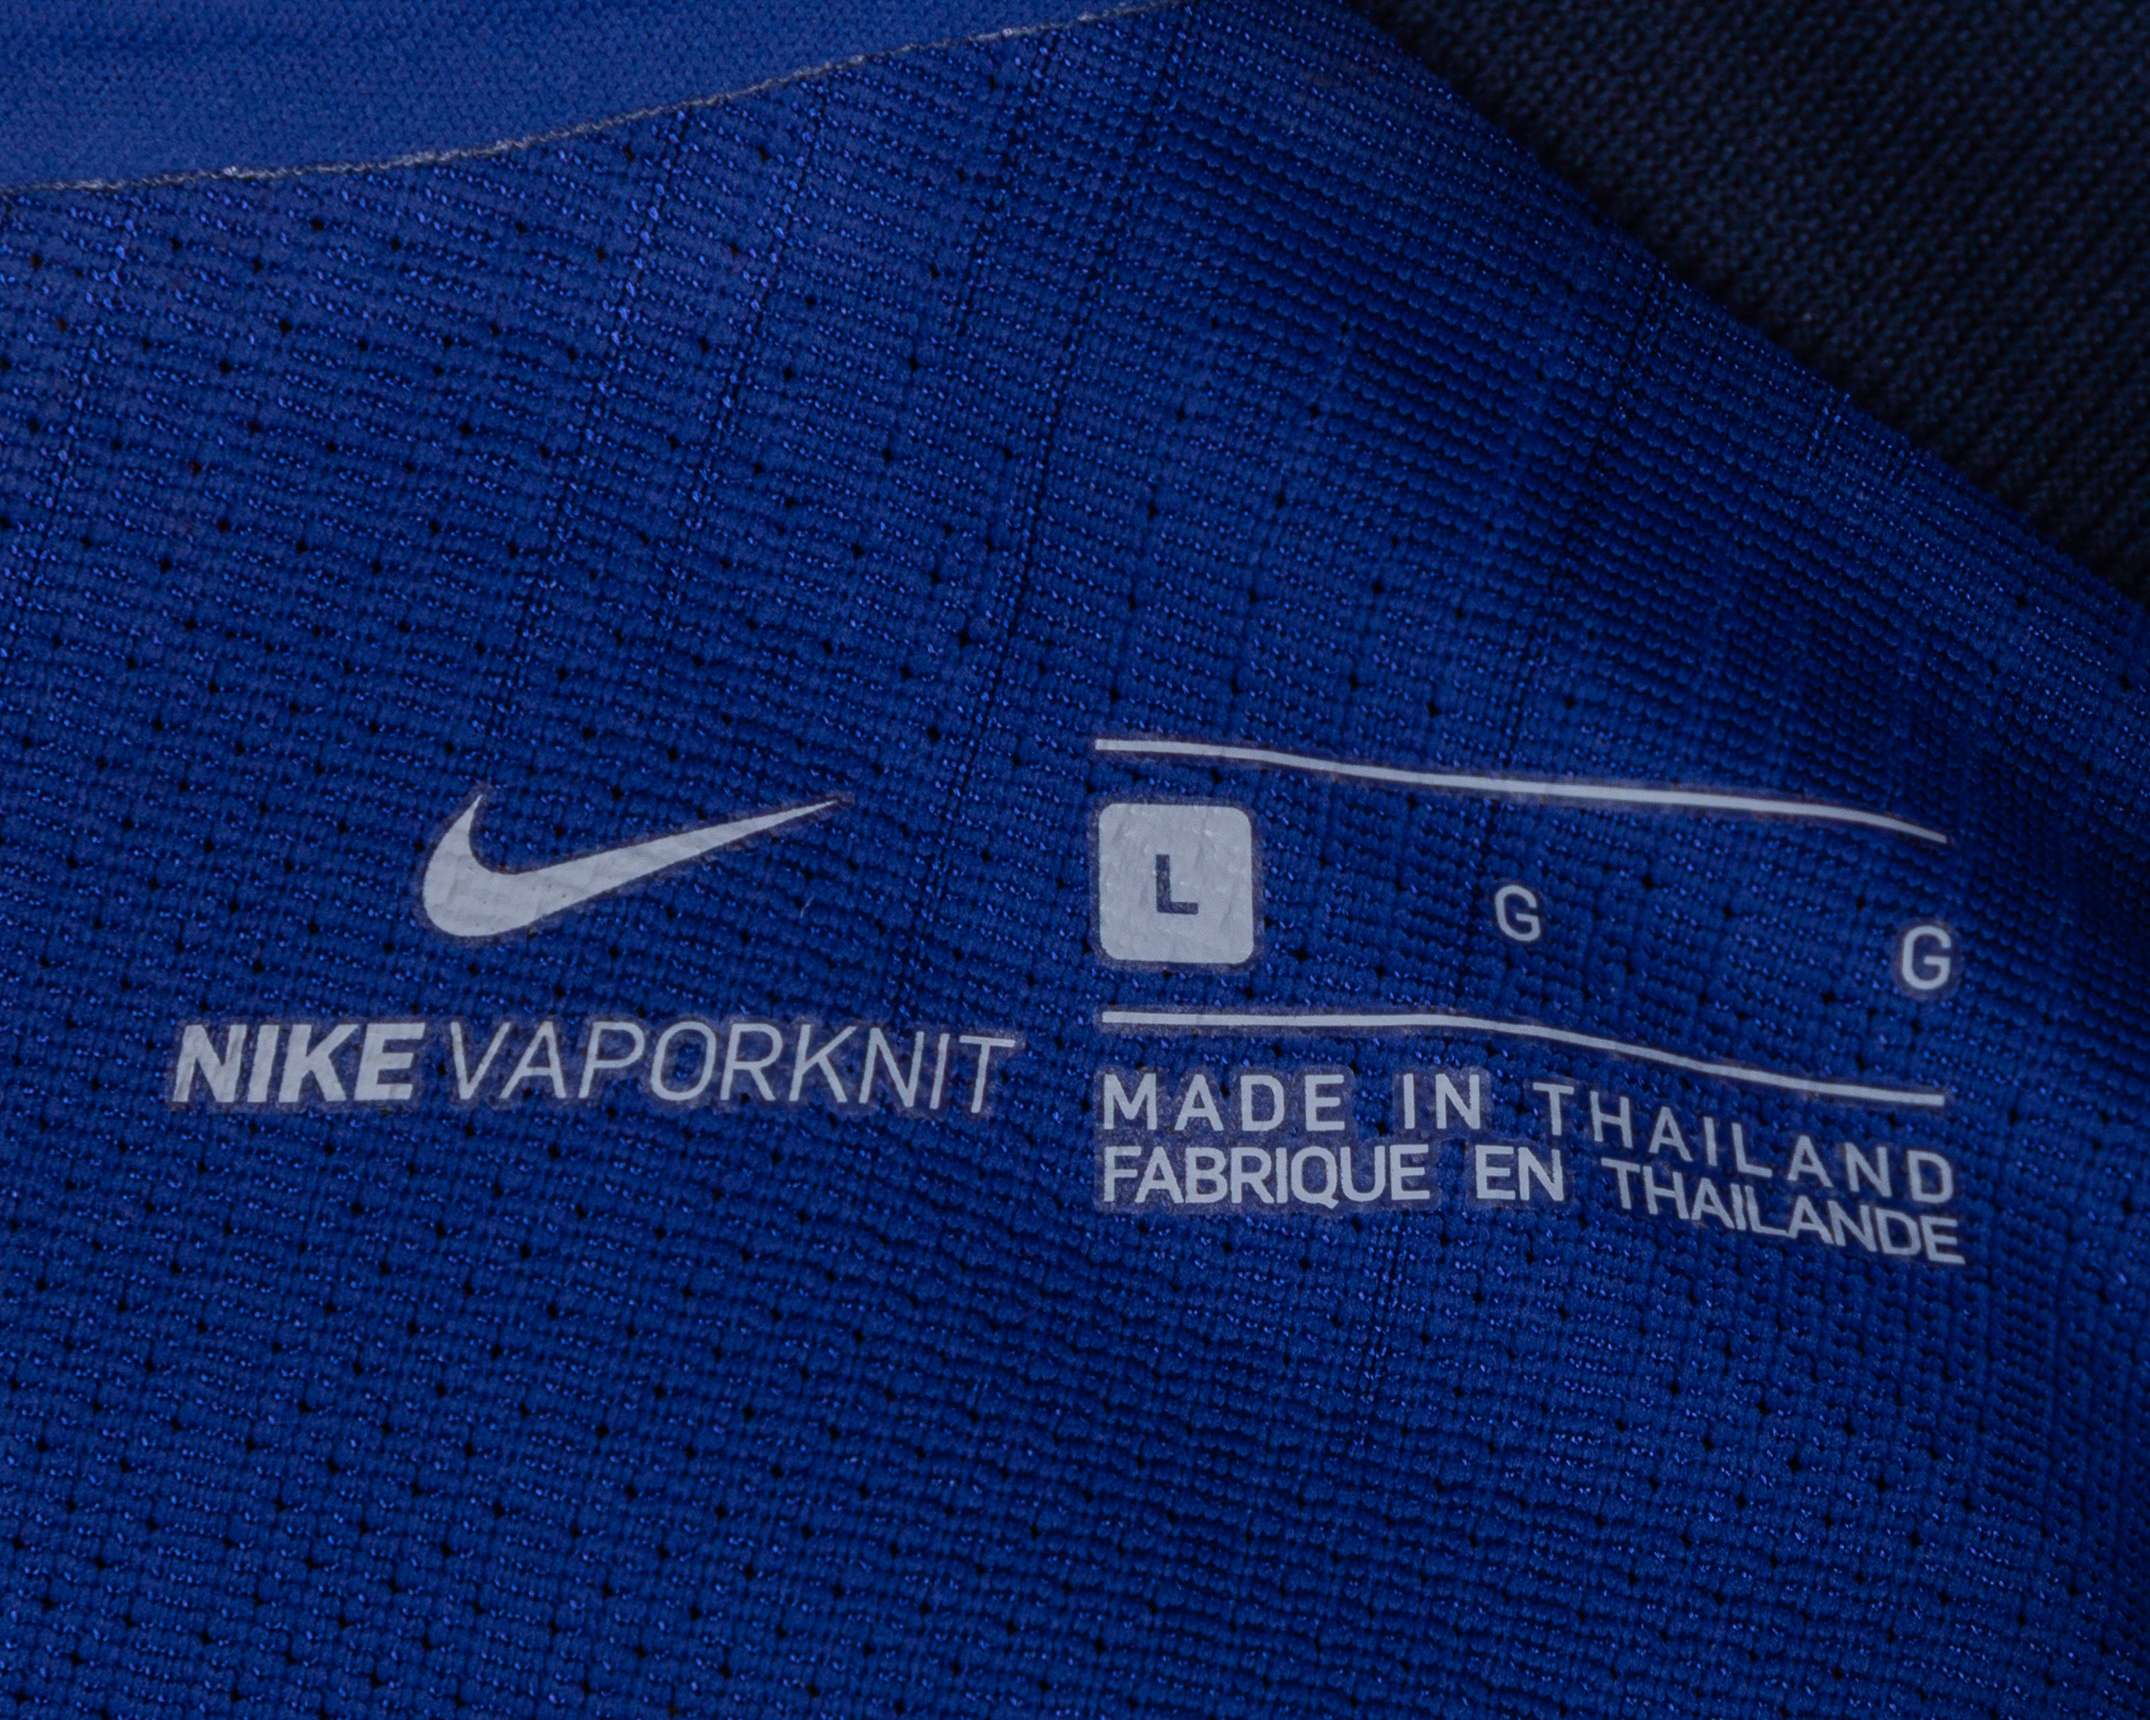 NIKE VAPORKNIT
L G G
MADE IN THAILAND
FABRIQUE EN THAILANDE